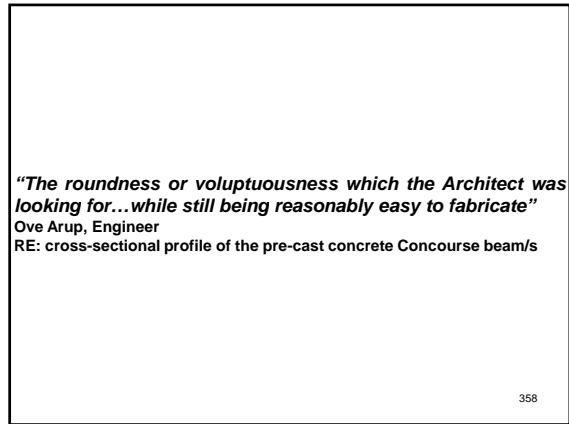 “The roundness or voluptuousness which the Architect was
looking for…while still being reasonably easy to fabricate”
Ove Arup, Engineer
RE: cross-sectional profile of the pre-cast concrete Concourse beam/s
358